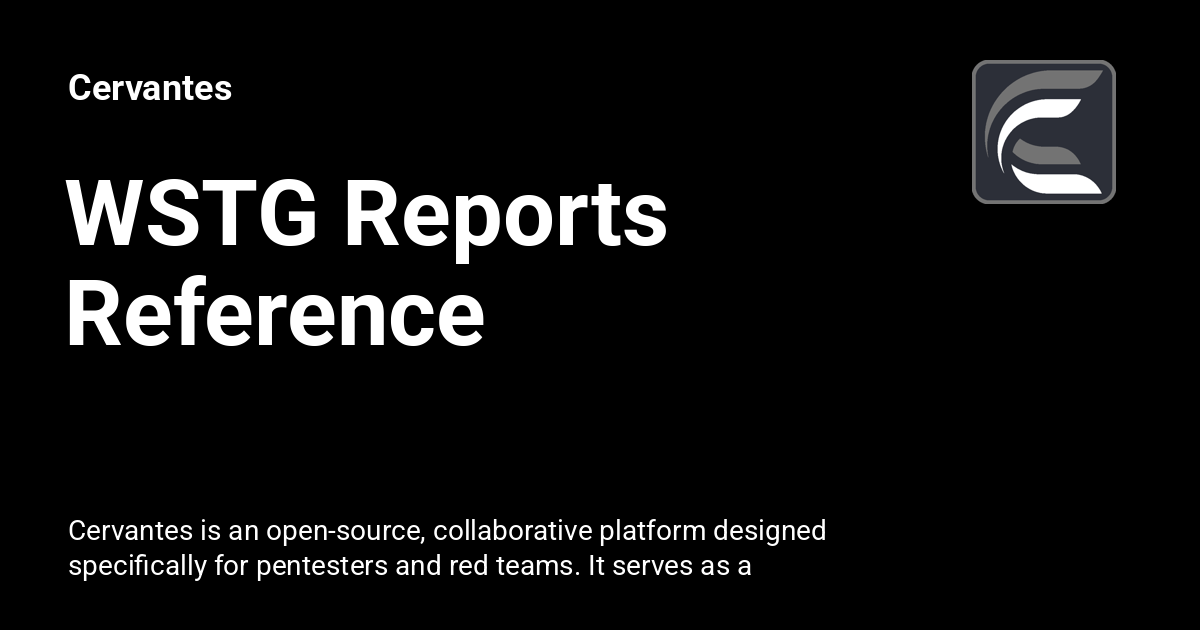 Cervantes
WSTG Reports
Reference
Cervantes is an open-source, collaborative platform designed
specifically for pentesters and red teams. It serves as a